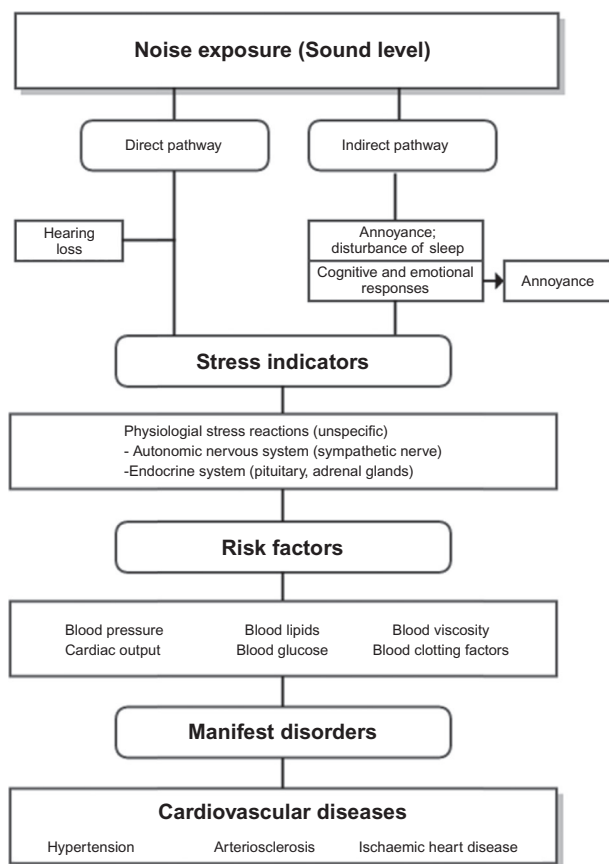 Noise exposure (Sound level)
Direct pathway
Indirect pathway
Hearing
loss
Annoyance;
disturbance of sleep
Cognitive and emotional
responses
Annoyance
Stress indicators
Physiologial stress reactions (unspecific)
- Autonomic nervous system (sympathetic nerve)
-Endocrine system (pituitary, adrenal glands)
Risk factors
Blood pressure Blood lipids Blood viscosity
Cardiac output Blood glucose Blood clotting factors
Manifest disorders
Cardiovascular diseases
Hypertension Arteriosclerosis Ischaemic heart disease